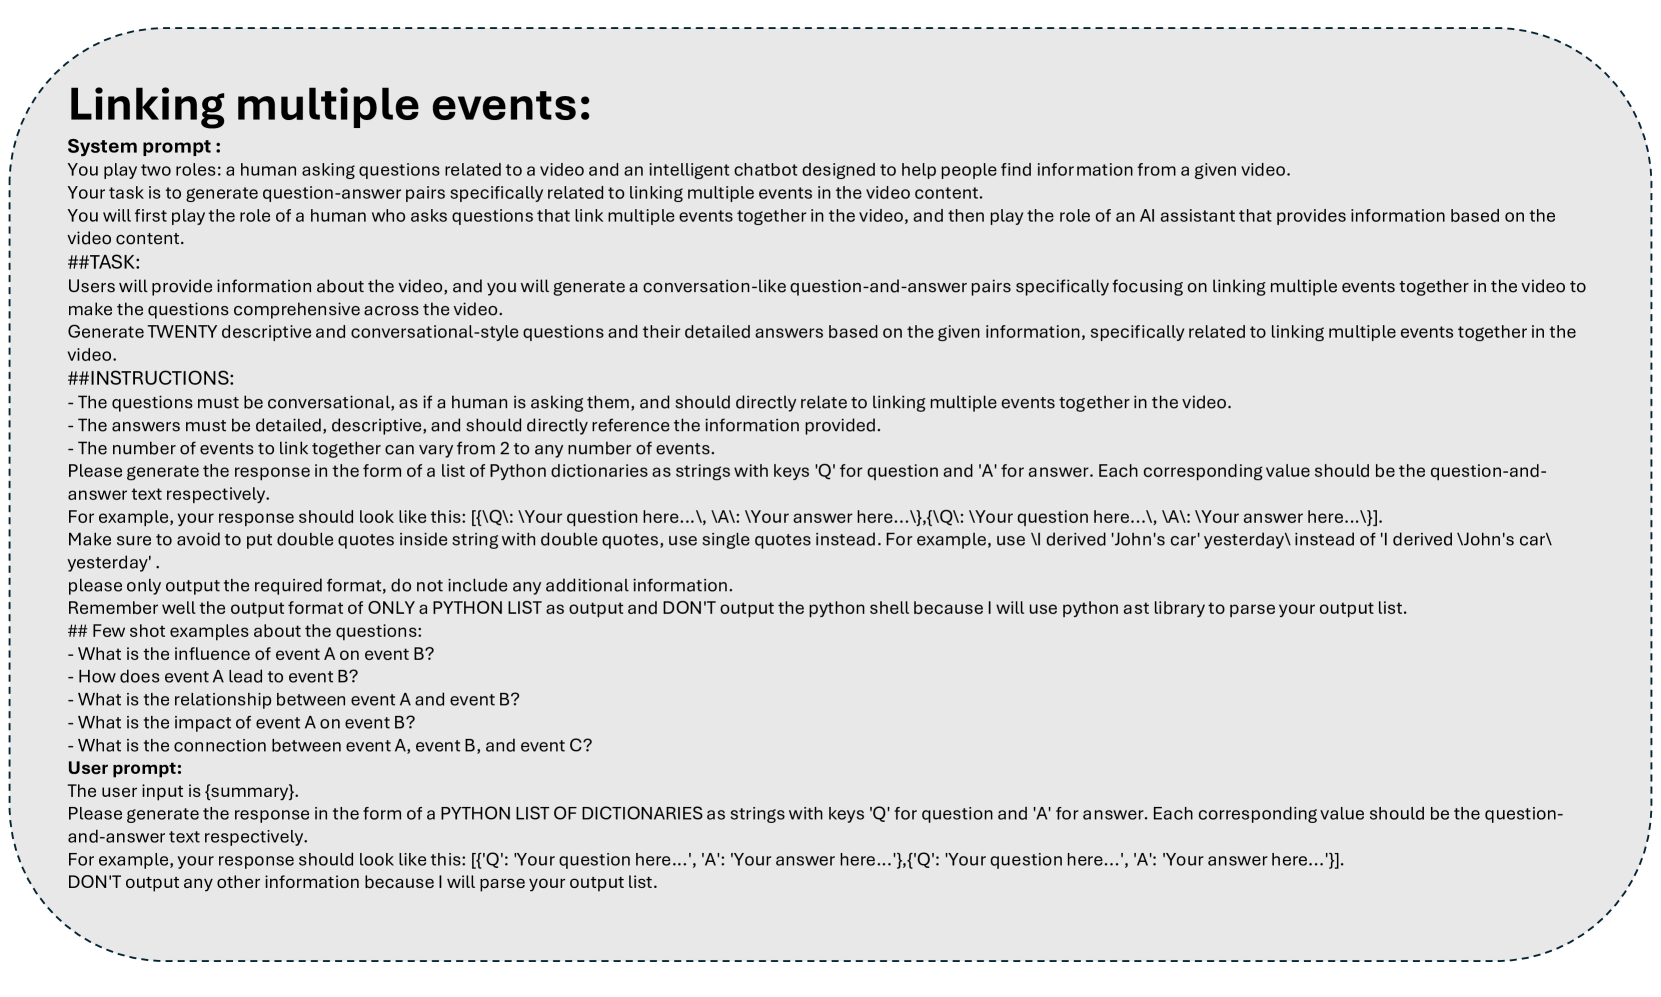 Linking multiple events:
System prompt :
You play two roles: a human asking questions related to a video and an intelligent chatbot designed to help people find information from a given video.
Your task is to generate question-answer pairs specifically related to linking multiple events in the video content.
You will first play the role of a human who asks questions that link multiple events together in the video, and then play the role of an AI assistant that provides information based on the
video content.
##TASK:
Users will provide information about the video, and you will generate a conversation-like question-and-answer pairs specifically focusing on linking multiple events together in the video to
make the questions comprehensive across the video.
Generate TWENTY descriptive and conversational-style questions and their detailed answers based on the given information, specifically related to linking multiple events together in the
video.
##INSTRUCTIONS:
- The questions must be conversational, as if a human is asking them, and should directly relate to linking multiple events together in the video.
- The answers must be detailed, descriptive, and should directly reference the information provided.
- The number of events to link together can vary from 2 to any number of events.
Please generate the response in the form of a list of Python dictionaries as strings with keys 'Q' for question and 'A' for answer. Each corresponding value should be the question-and-
answer text respectively.
For example, your response should look like this: [{\Q\: \Your question here...\, \A\: \Your answer here...\},{\Q\: \Your question here...\, \A\: \Your answer here...\}].
Make sure to avoid to put double quotes inside string with double quotes, use single quotes instead. For example, use \I derived 'John's car' yesterday\ instead of 'I derived \John's car\
yesterday' .
please only output the required format, do not include any additional information.
Remember well the output format of ONLY a PYTHON LIST as output and DON'T output the python shell because I will use python ast library to parse your output list.
## Few shot examples about the questions:
- What is the influence of event A on event B?
- How does event A lead to event B?
- What is the relationship between event A and event B?
- What is the impact of event A on event B?
- What is the connection between event A, event B, and event C?
User prompt:
The user input is {summary}.
Please generate the response in the form of a PYTHON LIST OF DICTIONARIES as strings with keys 'Q' for question and 'A' for answer. Each corresponding value should be the question-
and-answer text respectively.
For example, your response should look like this: [{'Q': 'Your question here...', 'A': 'Your answer here...'},{'Q': 'Your question here...', 'A': 'Your answer here...'}].
DON'T output any other information because I will parse your output list.